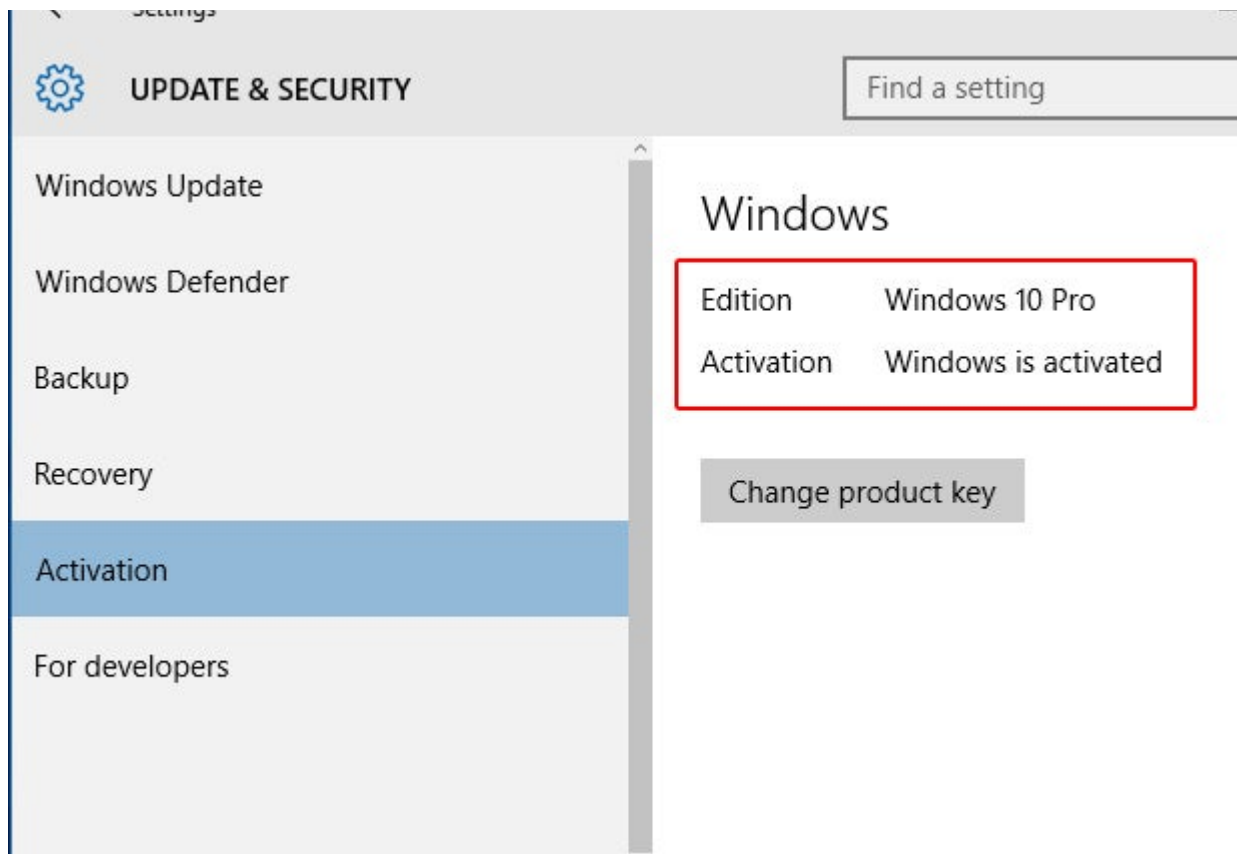 Settings
UPDATE & SECURITY
Find a setting
Windows Update
Windows Defender
Backup
Recovery
Activation
For developers
Windows
Edition Windows 10 Pro
Activation Windows is activated
Change product key